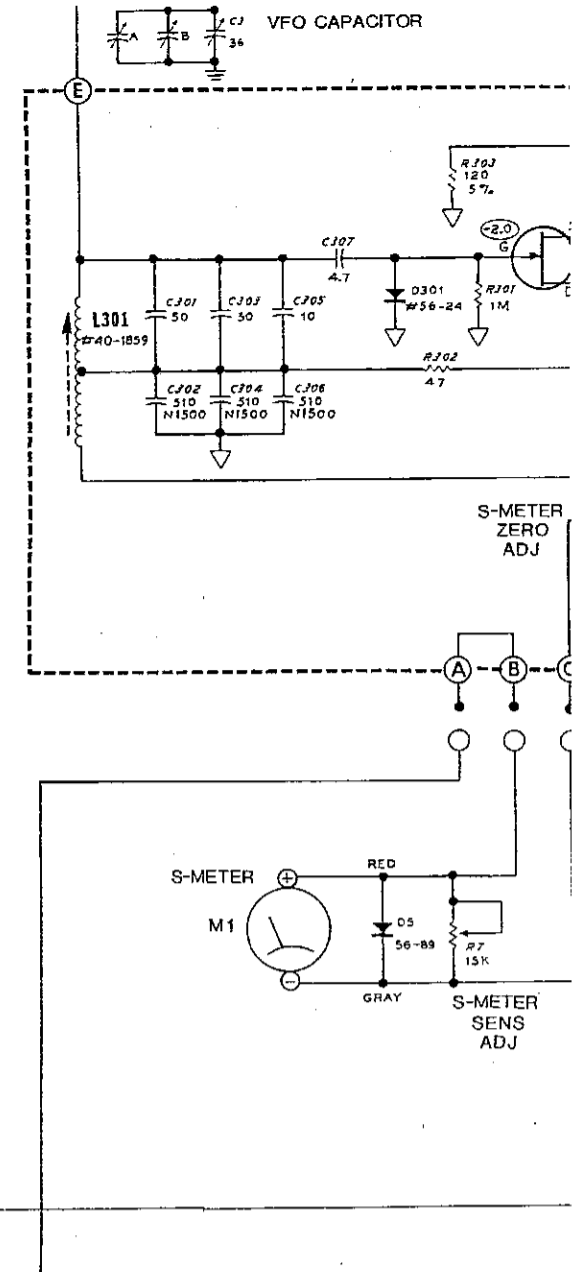 A
B
C3
36
VFO CAPACITOR
E
R303
120
5%
-2.0
G
C307
4.7
D301
#56-24
R301
1M
L301
#40-1859
C301
50
C303
50
C305
10
R302
47
C302
510
N1500
C304
510
N1500
C306
510
N1500
S-METER
ZERO
ADJ
A
B
S-METER
+
RED
M1
D5
56-89
R7
15K
-
GRAY
S-METER
SENS
ADJ